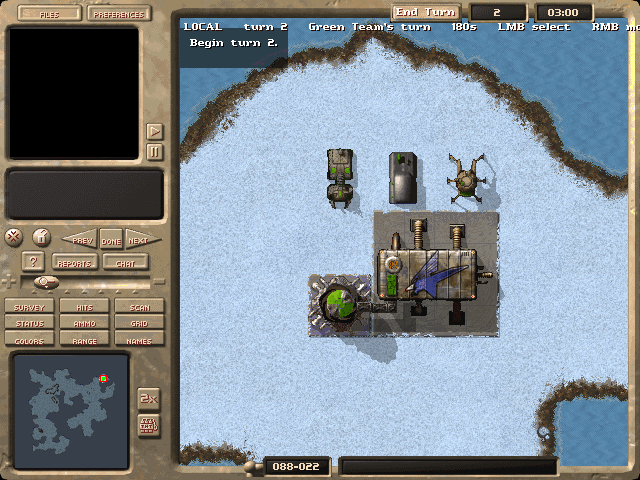 FILES PREFERENCES End Turn 2 03:00
LOCAL turn 2 Green Team's turn 180s LMB select RMB mo
Begin turn 2.
PREV DONE NEXT
? REPORTS CHAT
SURVEY HITS SCAN
STATUS AMMO GRID
COLORS RANGE NAMES
2x
088-022